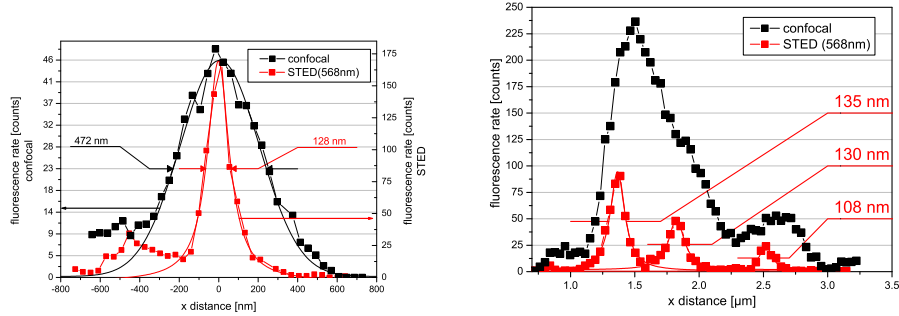 confocal
STED(568nm)
472 nm
128 nm
46
41
37
32
28
23
18
14
9
5
0
175
150
125
100
75
50
25
0
-800 -600 -400 -200 0 200 400 600 800
x distance [nm]
fluorescence rate [counts]
confocal
fluorescence rate [counts]
STED
confocal
STED (568nm)
135 nm
130 nm
108 nm
250
225
200
175
150
125
100
75
50
25
0
1.0 1.5 2.0 2.5 3.0 3.5
x distance [µm]
fluorescence rate [counts]